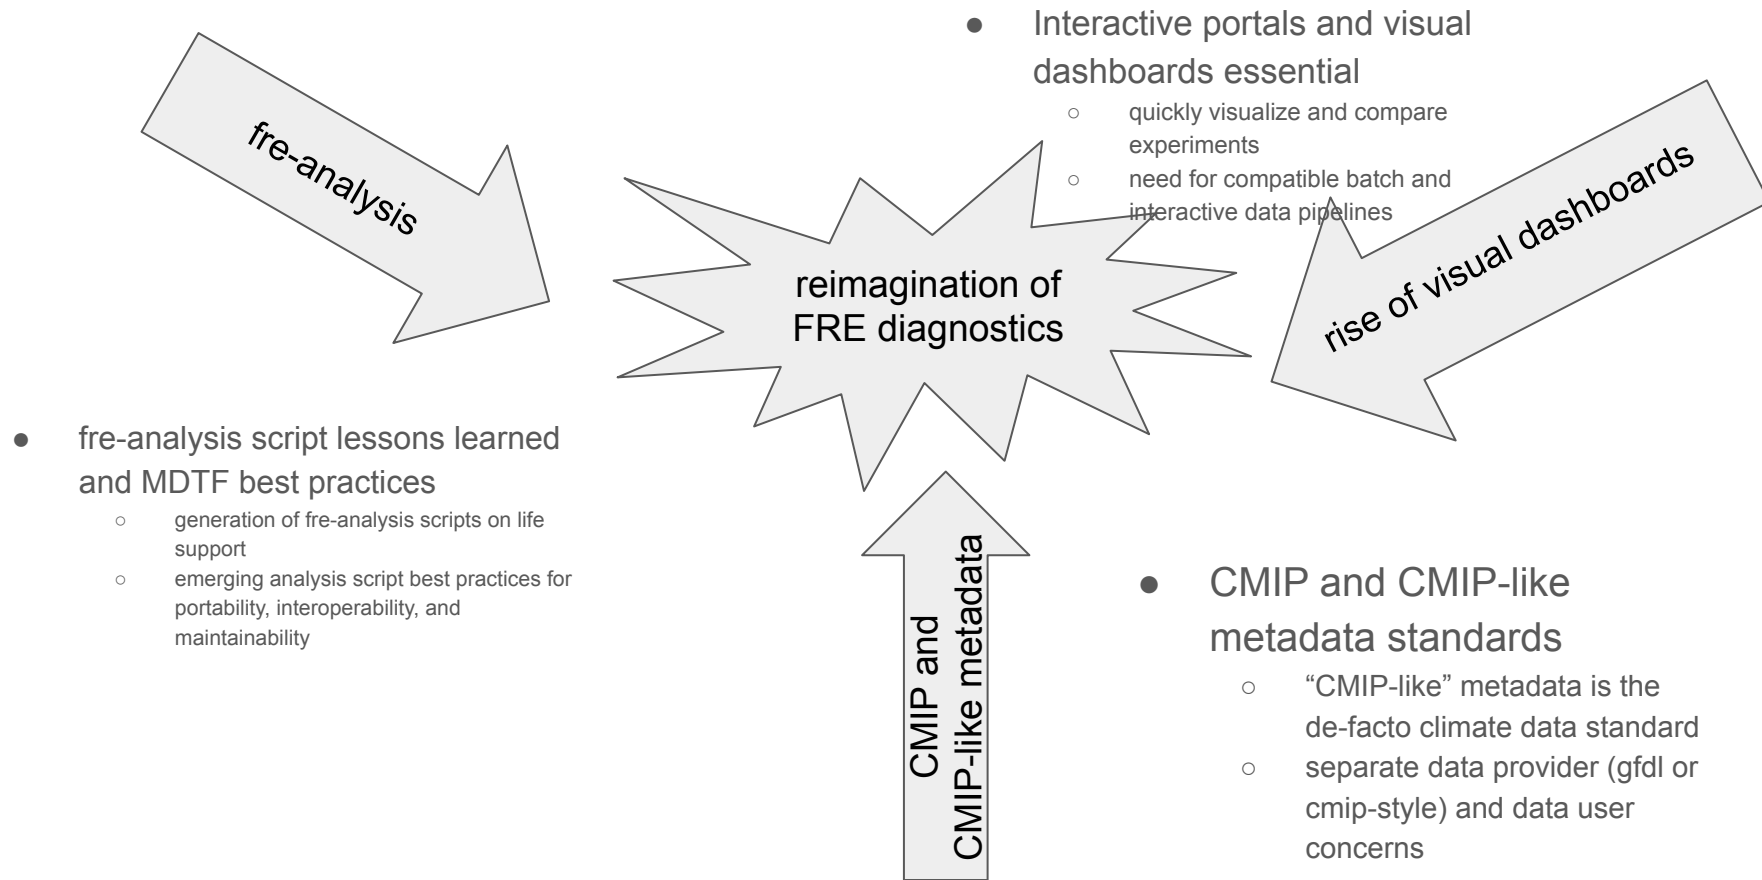 ● Interactive portals and visual
dashboards essential
○ quickly visualize and compare
experiments
○ need for compatible batch and
interactive data pipelines
fre-analysis
rise of visual dashboards
reimagination of
FRE diagnostics
● fre-analysis script lessons learned
and MDTF best practices
○ generation of fre-analysis scripts on life
support
○ emerging analysis script best practices for
portability, interoperability, and
maintainability
CMIP and
CMIP-like metadata
● CMIP and CMIP-like
metadata standards
○ “CMIP-like” metadata is the
de-facto climate data standard
○ separate data provider (gfdl or
cmip-style) and data user
concerns